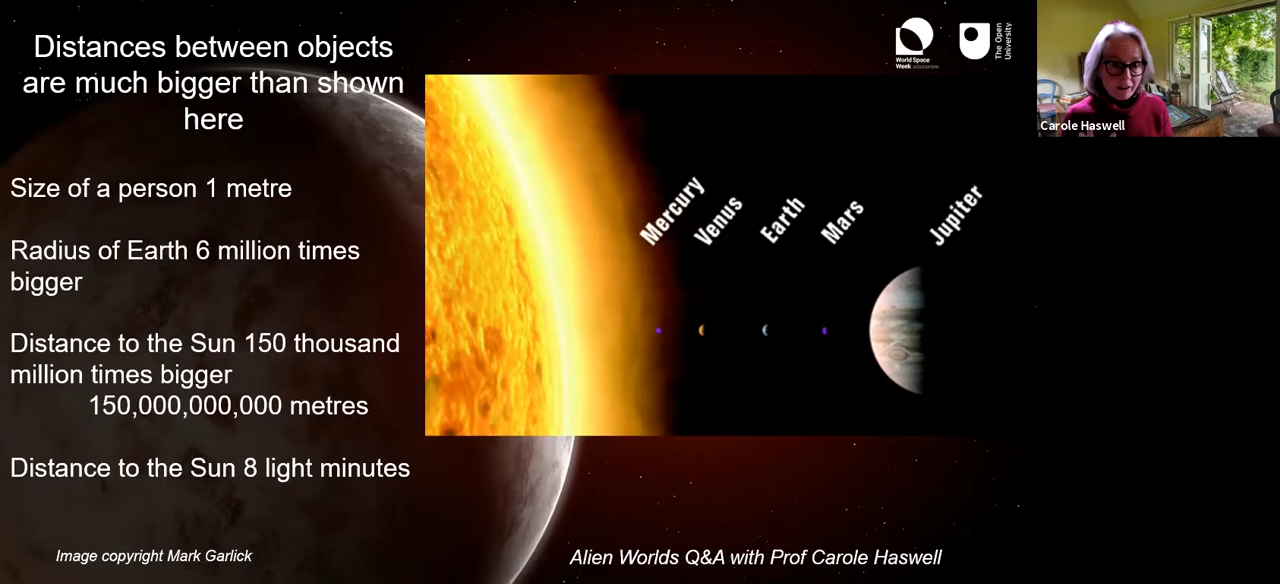 Distances between objects
are much bigger than shown
here
Size of a person 1 metre
Radius of Earth 6 million times
bigger
Distance to the Sun 150 thousand
million times bigger
150,000,000,000 metres
Distance to the Sun 8 light minutes
Image copyright Mark Garlick
Mercury
Venus
Earth
Mars
Jupiter
World Space
Week ASSOCIATION
The Open
University
Carole Haswell
Alien Worlds Q&A with Prof Carole Haswell